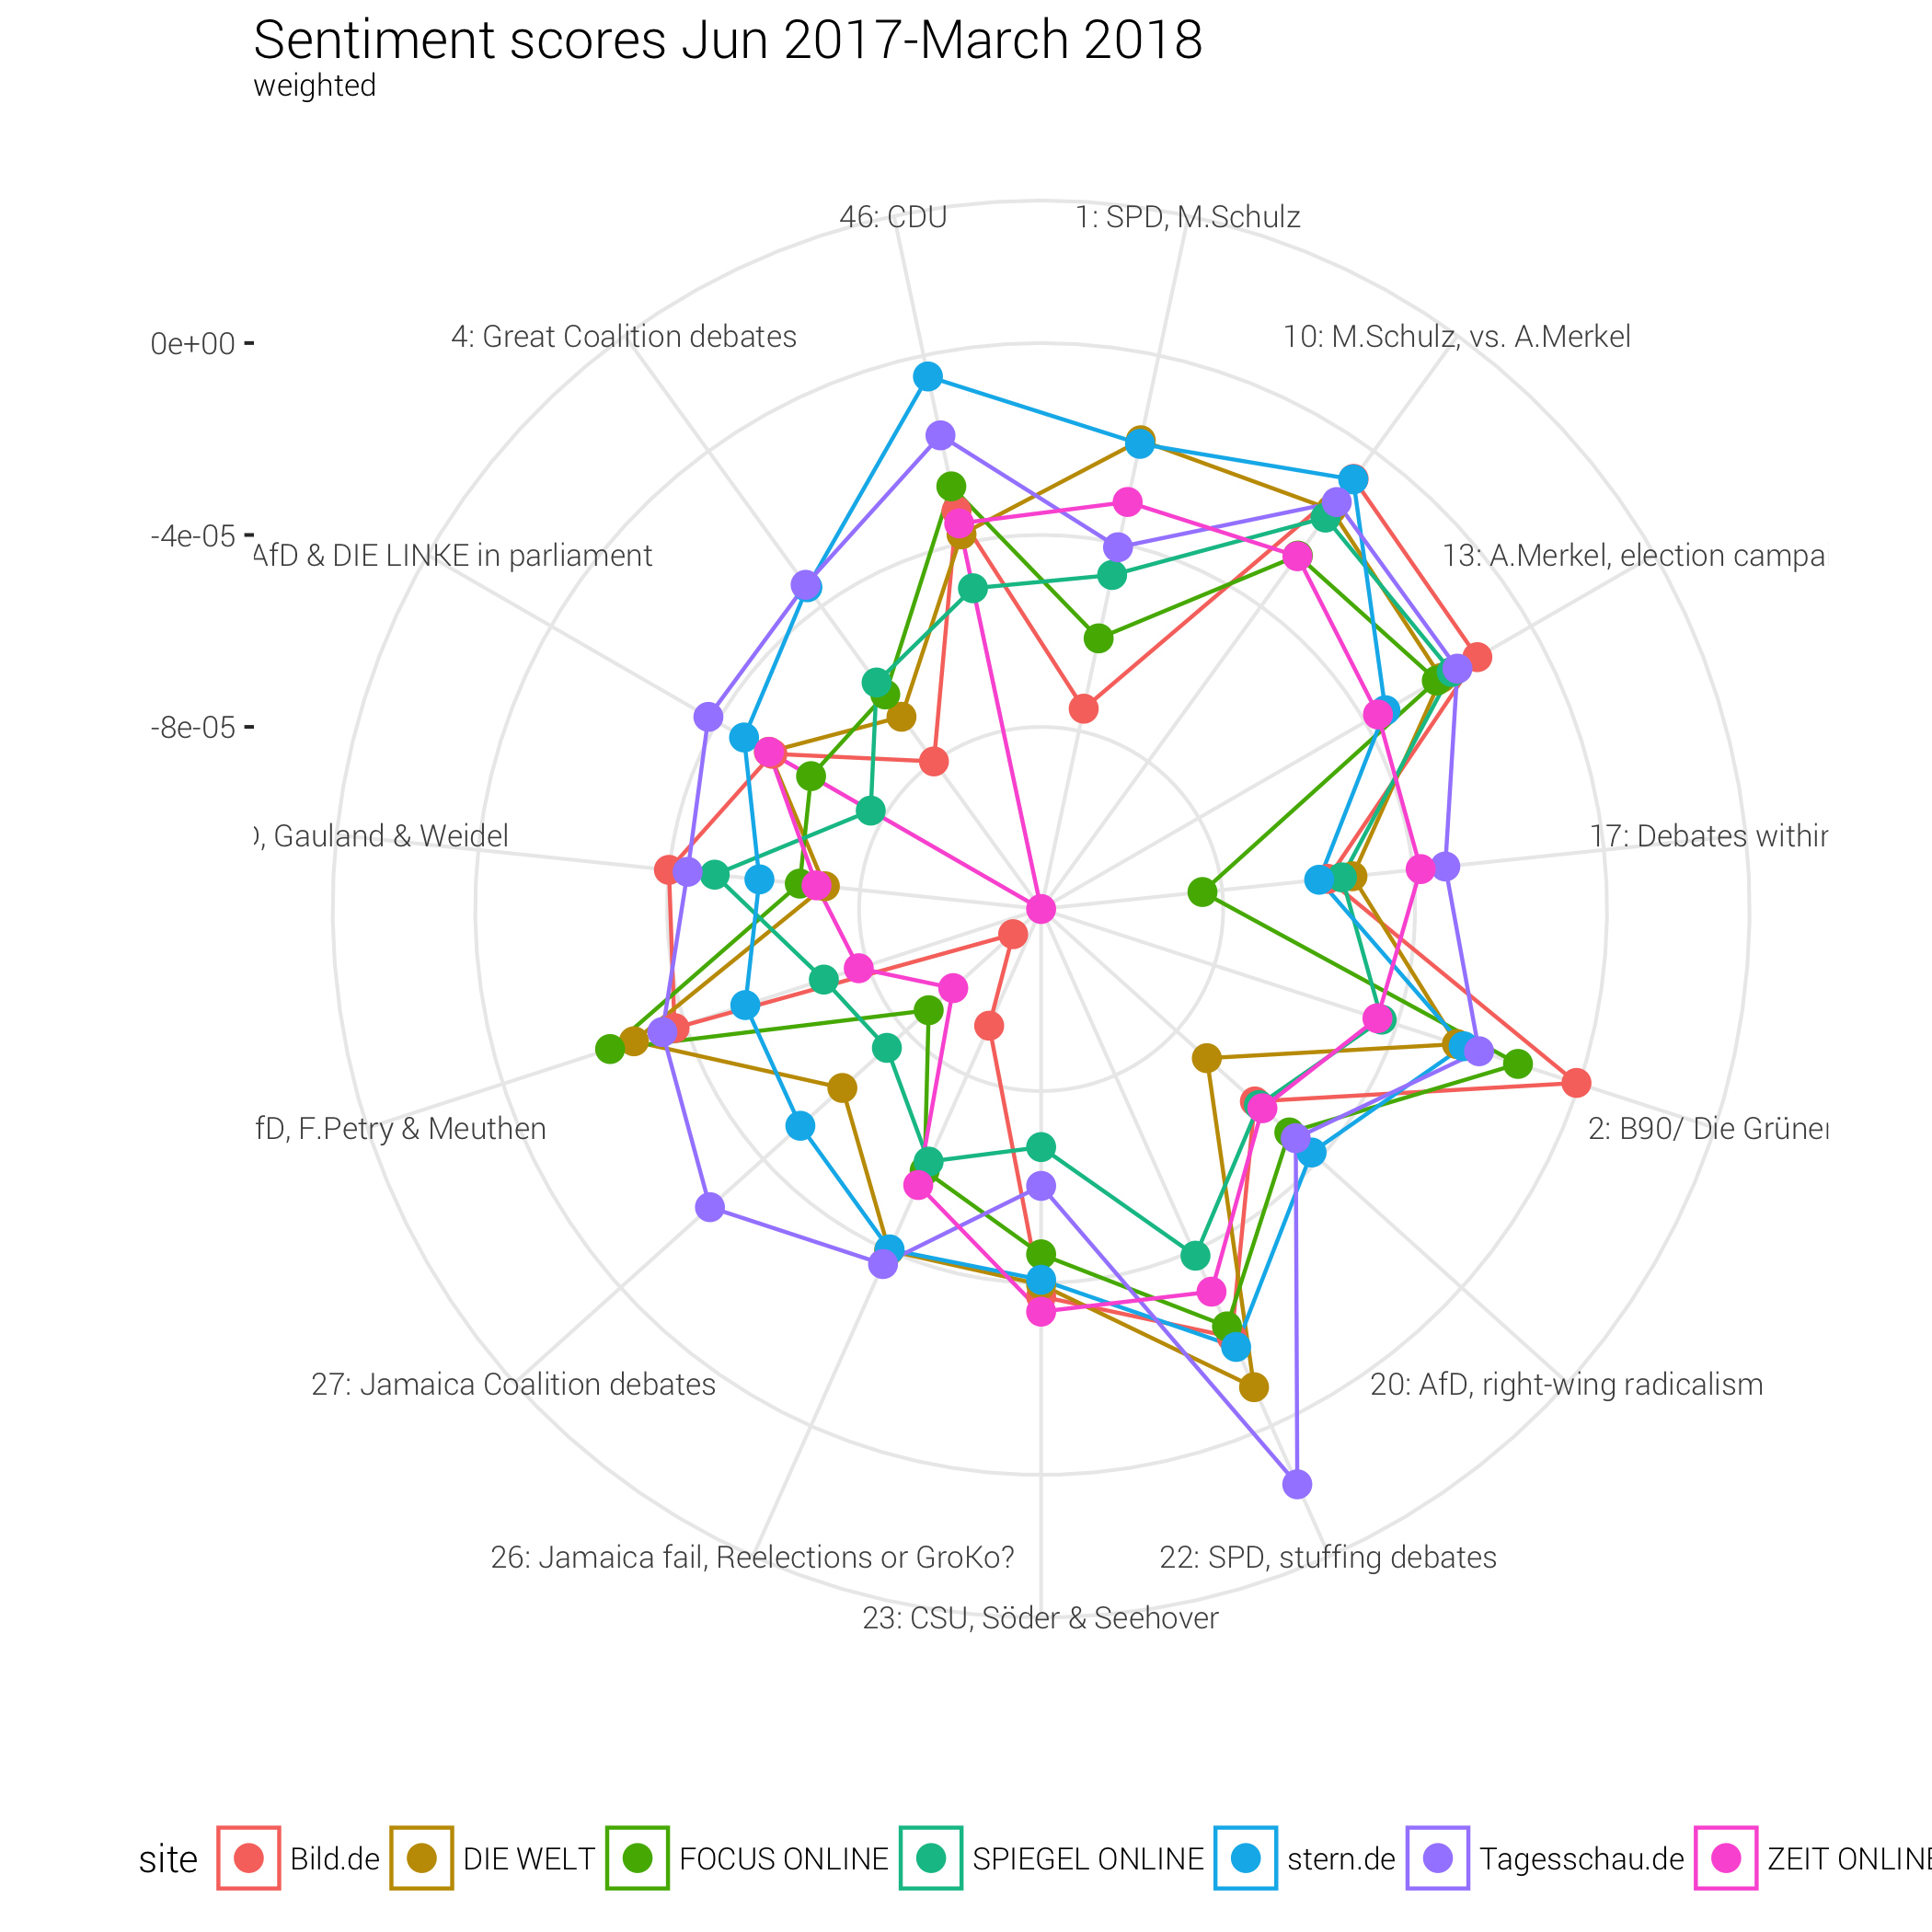 Sentiment scores Jun 2017-March 2018
weighted
46: CDU
1: SPD, M.Schulz
4: Great Coalition debates
10: M.Schulz, vs. A.Merkel
0e+00
-4e-05
AfD & DIE LINKE in parliament
13: A.Merkel, election campa
-8e-05
, Gauland & Weidel
17: Debates within
fD, F.Petry & Meuthen
2: B90/ Die Grünen
27: Jamaica Coalition debates
20: AfD, right-wing radicalism
26: Jamaica fail, Reelections or GroKo?
22: SPD, stuffing debates
23: CSU, Söder & Seehover
site Bild.de DIE WELT FOCUS ONLINE SPIEGEL ONLINE stern.de Tagesschau.de ZEIT ONLINE